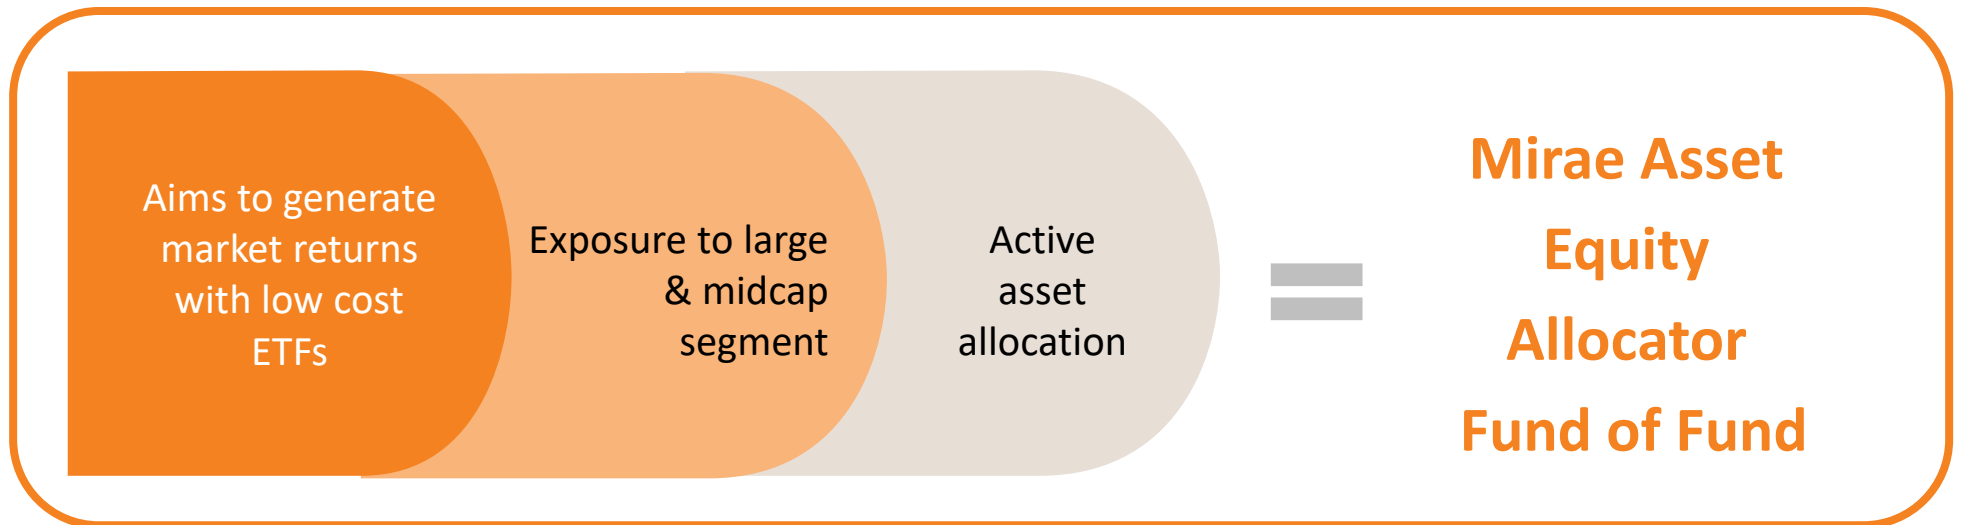 Aims to generate
market returns
with low cost
ETFs
Exposure to large
& midcap
segment
Active
asset
allocation
Mirae Asset
Equity
Allocator
Fund of Fund